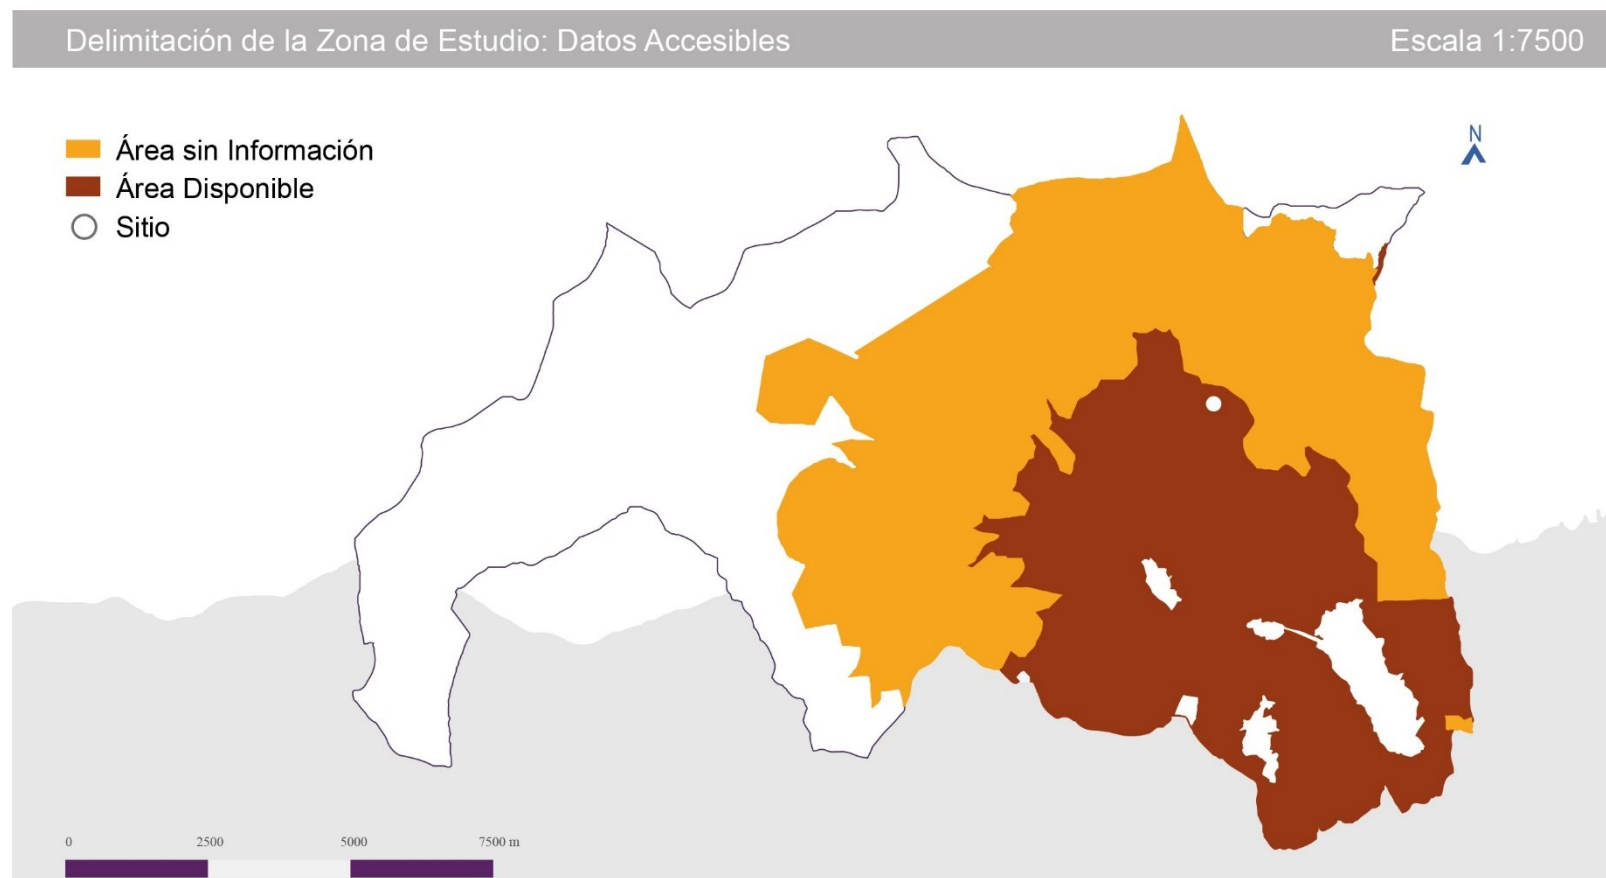 Delimitación de la Zona de Estudio: Datos Accesibles
Escala 1:7500
Área sin Información
Área Disponible
Sitio
N
0 2500 5000 7500 m